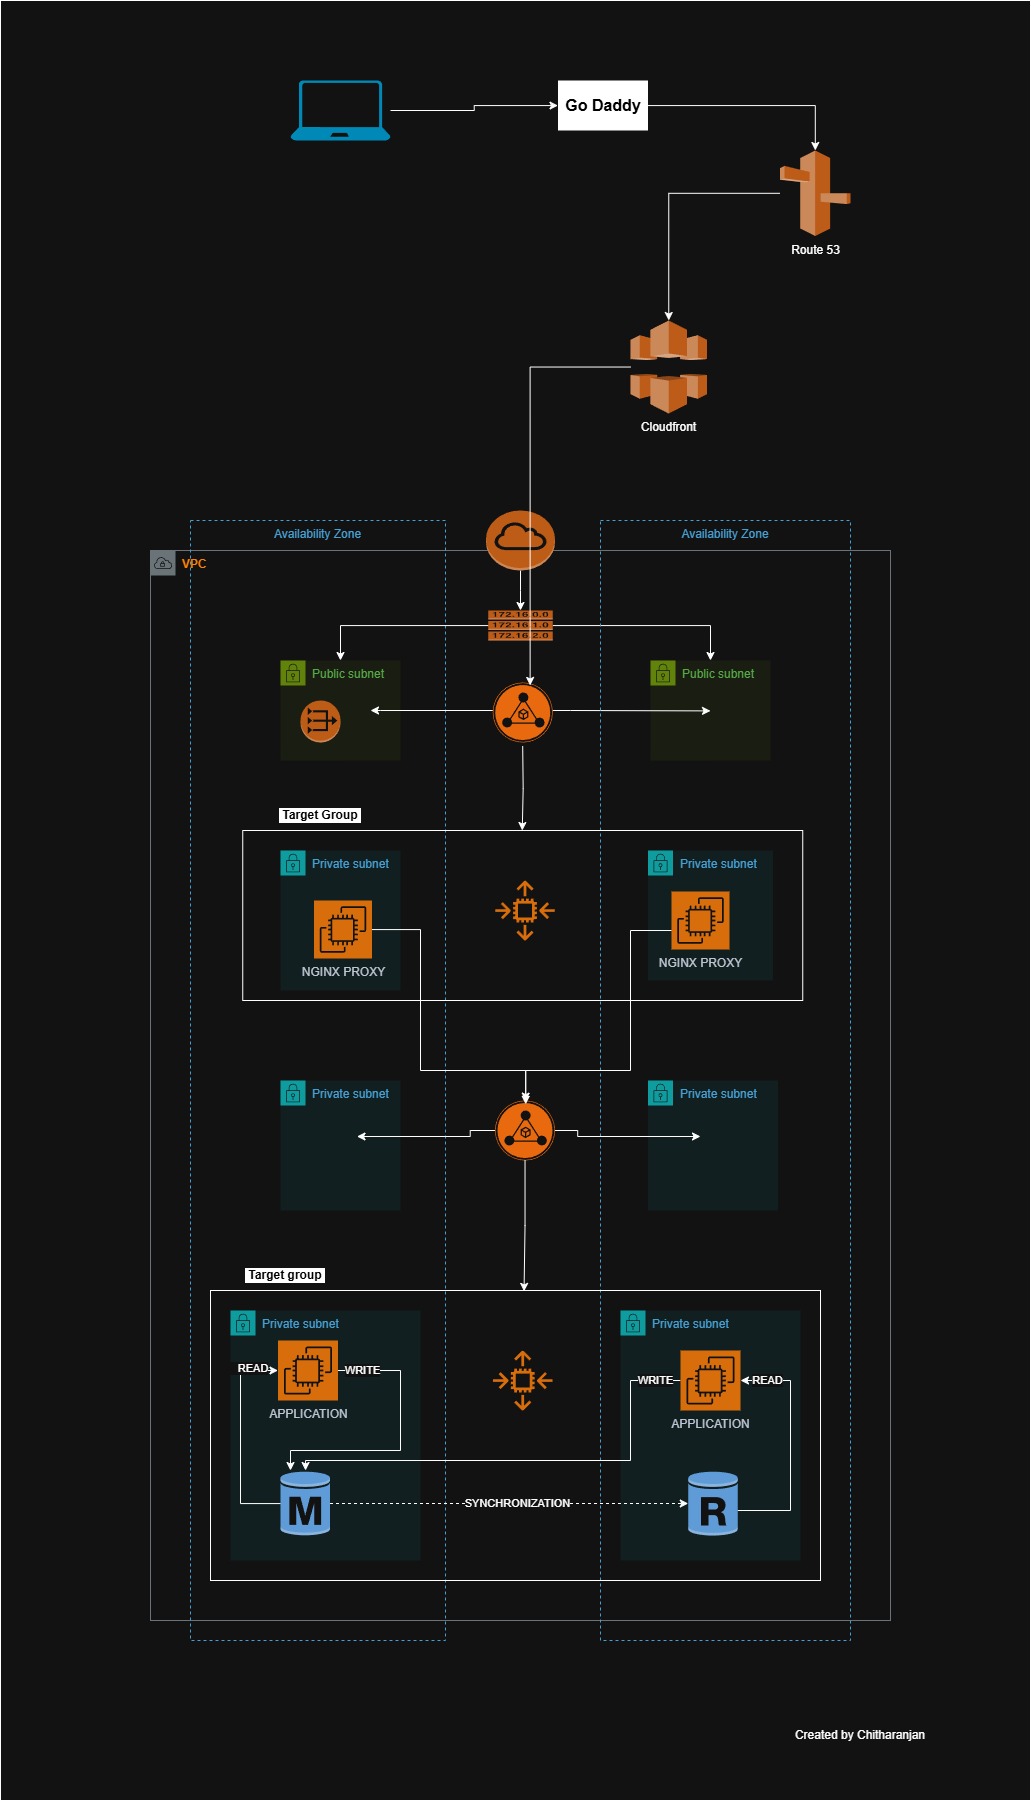 Go Daddy
Route 53
Cloudfront
Availability Zone
Availability Zone
VPC
172.16.0.0
172.16.1.0
172.16.2.0
Public subnet
Public subnet
Target Group
Private subnet
Private subnet
NGINX PROXY
NGINX PROXY
Private subnet
Private subnet
Target group
Private subnet
Private subnet
READ
WRITE
WRITE
READ
APPLICATION
APPLICATION
M
SYNCHRONIZATION
R
Created by Chitharanjan